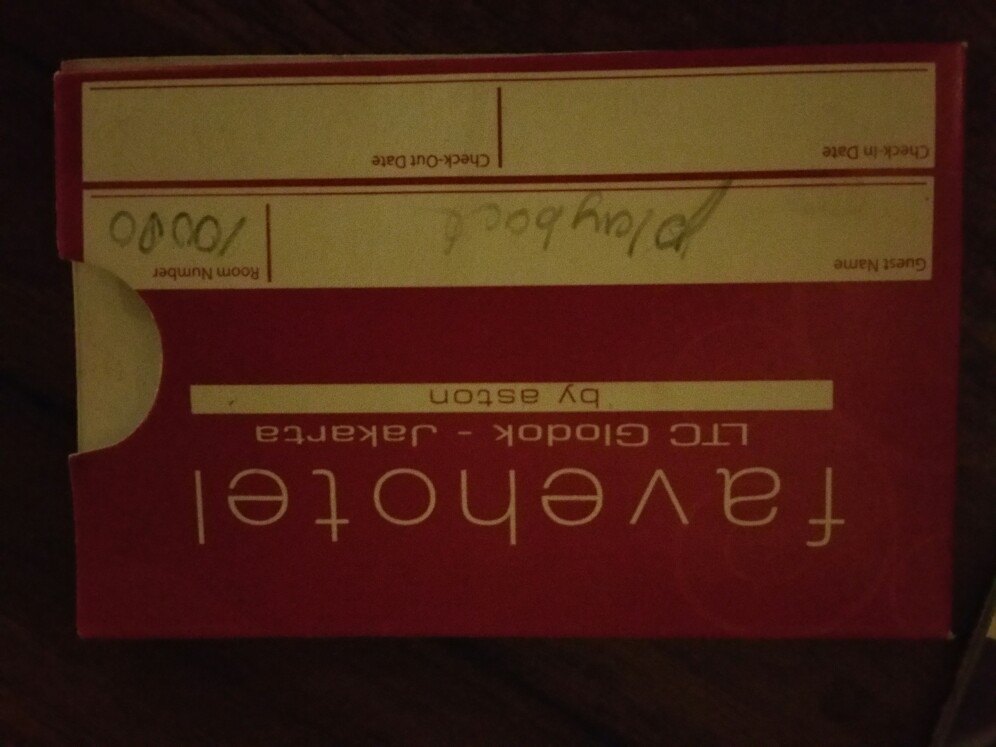 favehotel
LTC Glodok - Jakarta
by aston
Guest Name
Room Number
10000
Check-In Date
Check-Out Date